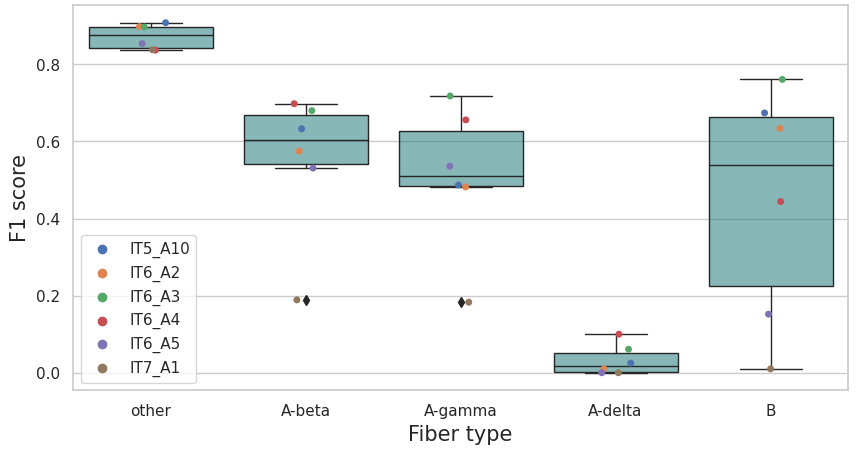 F1 score
0.8
0.6
0.4
0.2
0.0
IT5_A10
IT6_A2
IT6_A3
IT6_A4
IT6_A5
IT7_A1
other A-beta A-gamma A-delta B
Fiber type